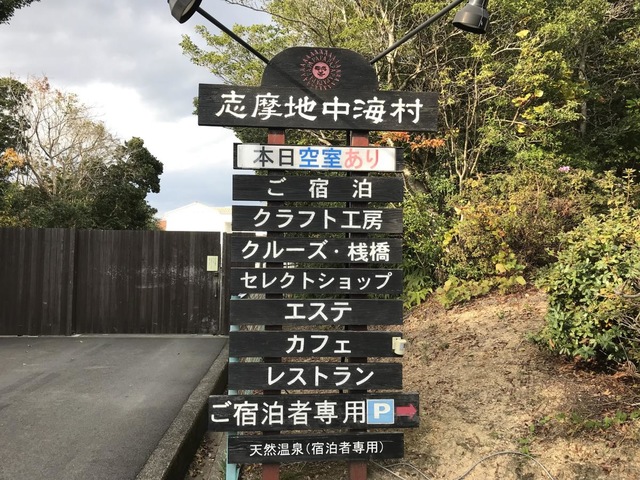 志摩地中海村
本日空室あり
ご宿泊
クラフト工房
クルーズ・桟橋
セレクトショップ
エステ
カフェ
レストラン
ご宿泊者専用 P
天然温泉(宿泊者専用)